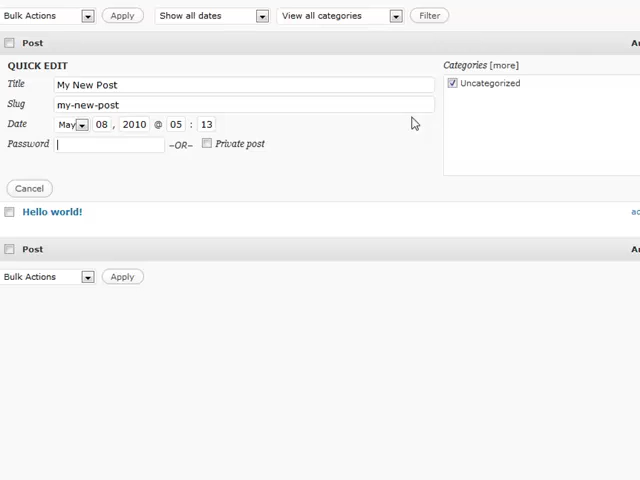 Bulk Actions Apply Show all dates View all categories Filter
Post
QUICK EDIT Categories [more]
Title My New Post Uncategorized
Slug my-new-post
Date May 08 , 2010 @ 05 : 13
Password –OR– Private post
Cancel
Hello world!
Post
Bulk Actions Apply